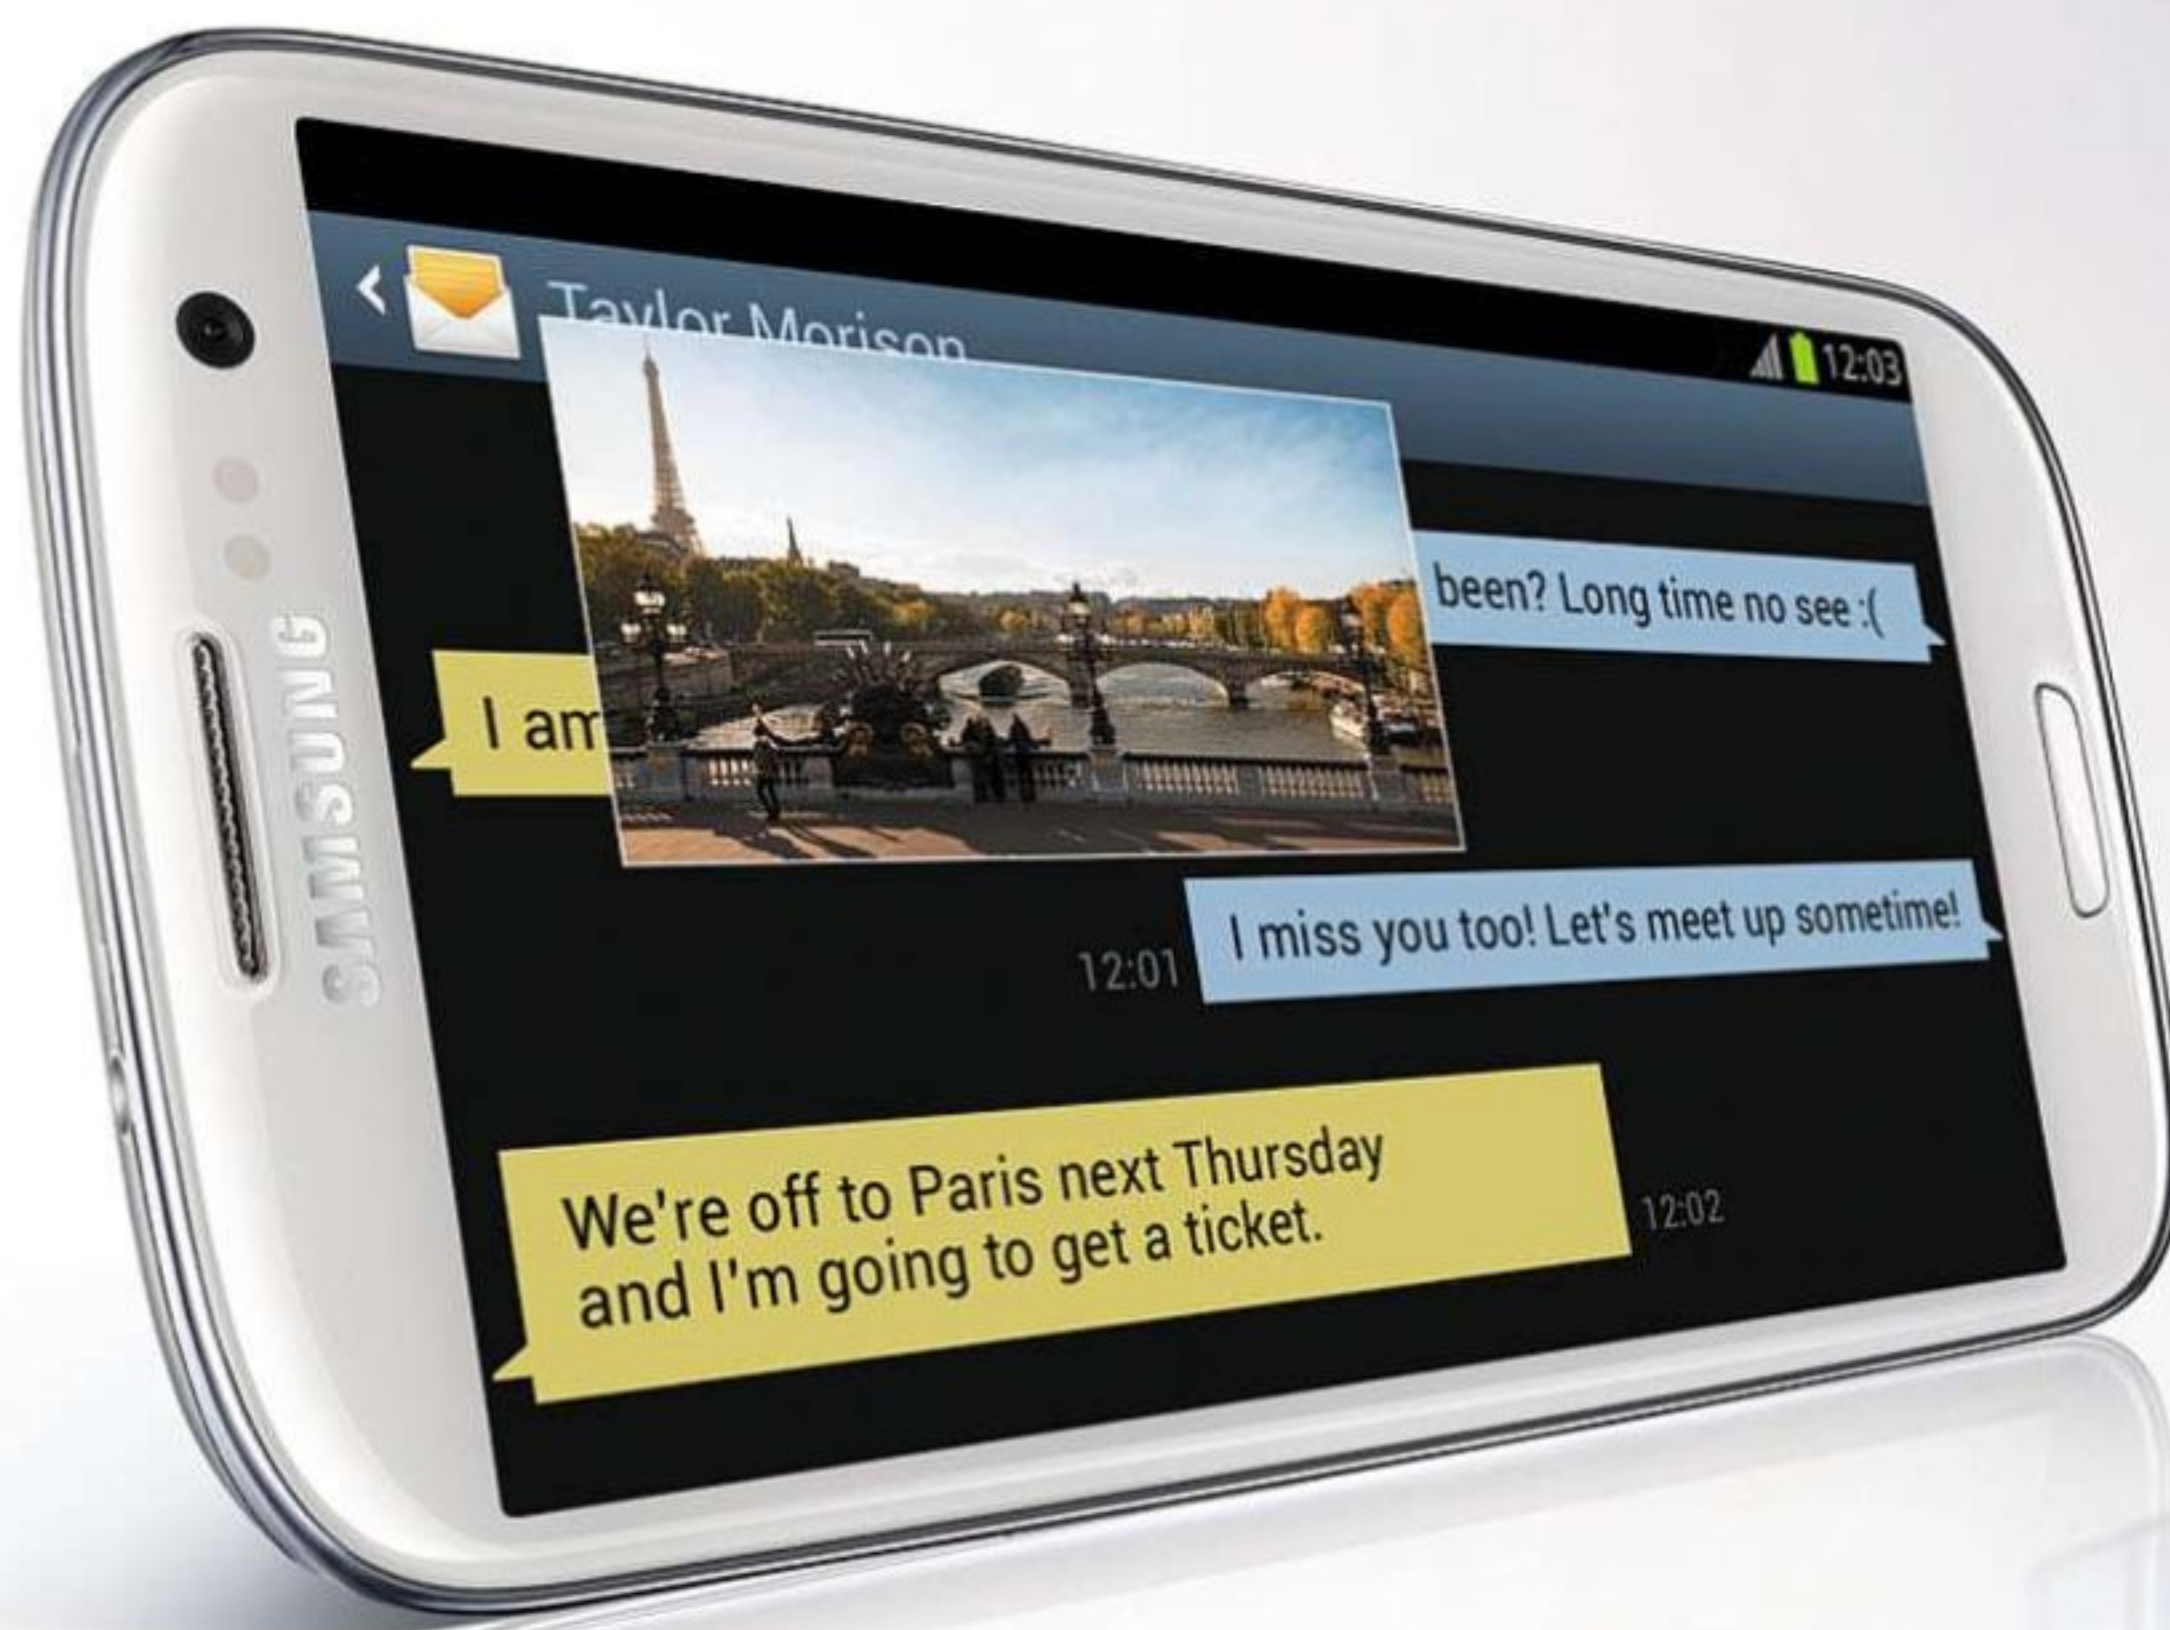 12:03
Taylor Morison
been? Long time no see :(
I am
I miss you too! Let's meet up sometime!
12:01
We're off to Paris next Thursday
and I'm going to get a ticket.
12:02
SAMSUNG